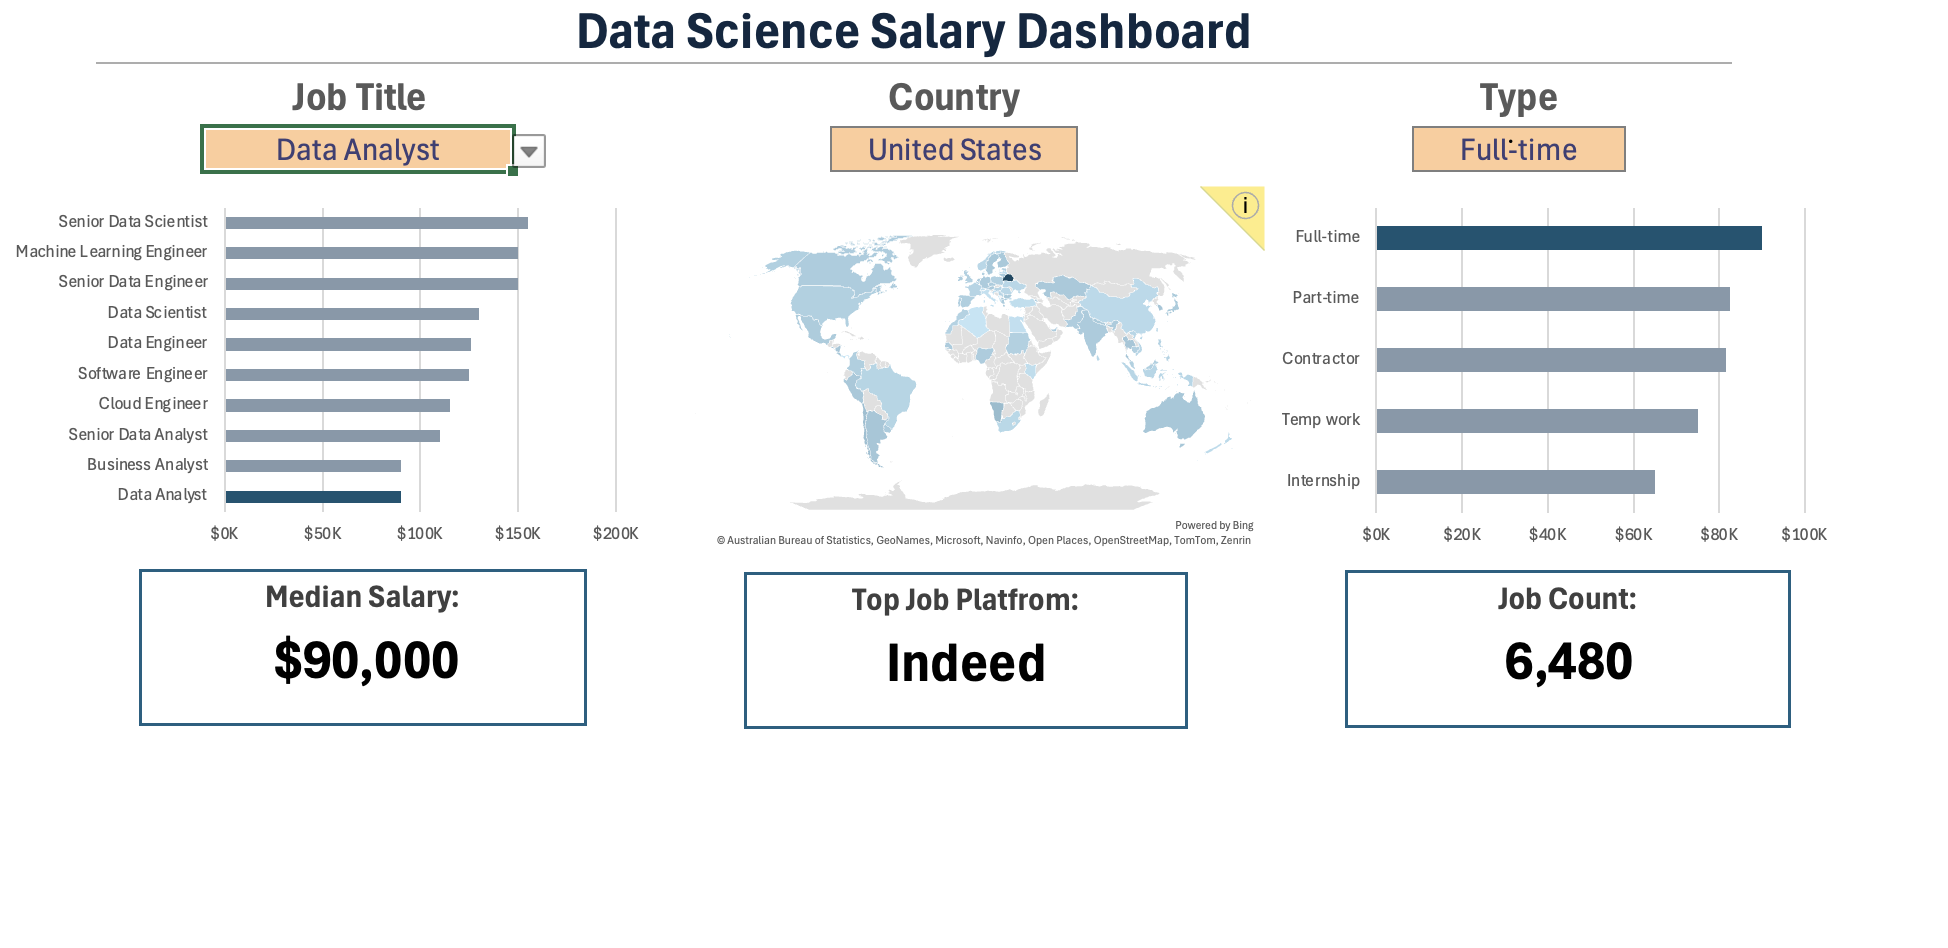 Data Science Salary Dashboard
Job Title
Data Analyst
Country
United States
Type
Full-time
Senior Data Scientist
Machine Learning Engineer
Senior Data Engineer
Data Scientist
Data Engineer
Software Engineer
Cloud Engineer
Senior Data Analyst
Business Analyst
Data Analyst
$0K $50K $100K $150K $200K
i
Powered by Bing
© Australian Bureau of Statistics, GeoNames, Microsoft, Navinfo, Open Places, OpenStreetMap, TomTom, Zenrin
Full-time
Part-time
Contractor
Temp work
Internship
$0K $20K $40K $60K $80K $100K
Median Salary:
$90,000
Top Job Platfrom:
Indeed
Job Count:
6,480